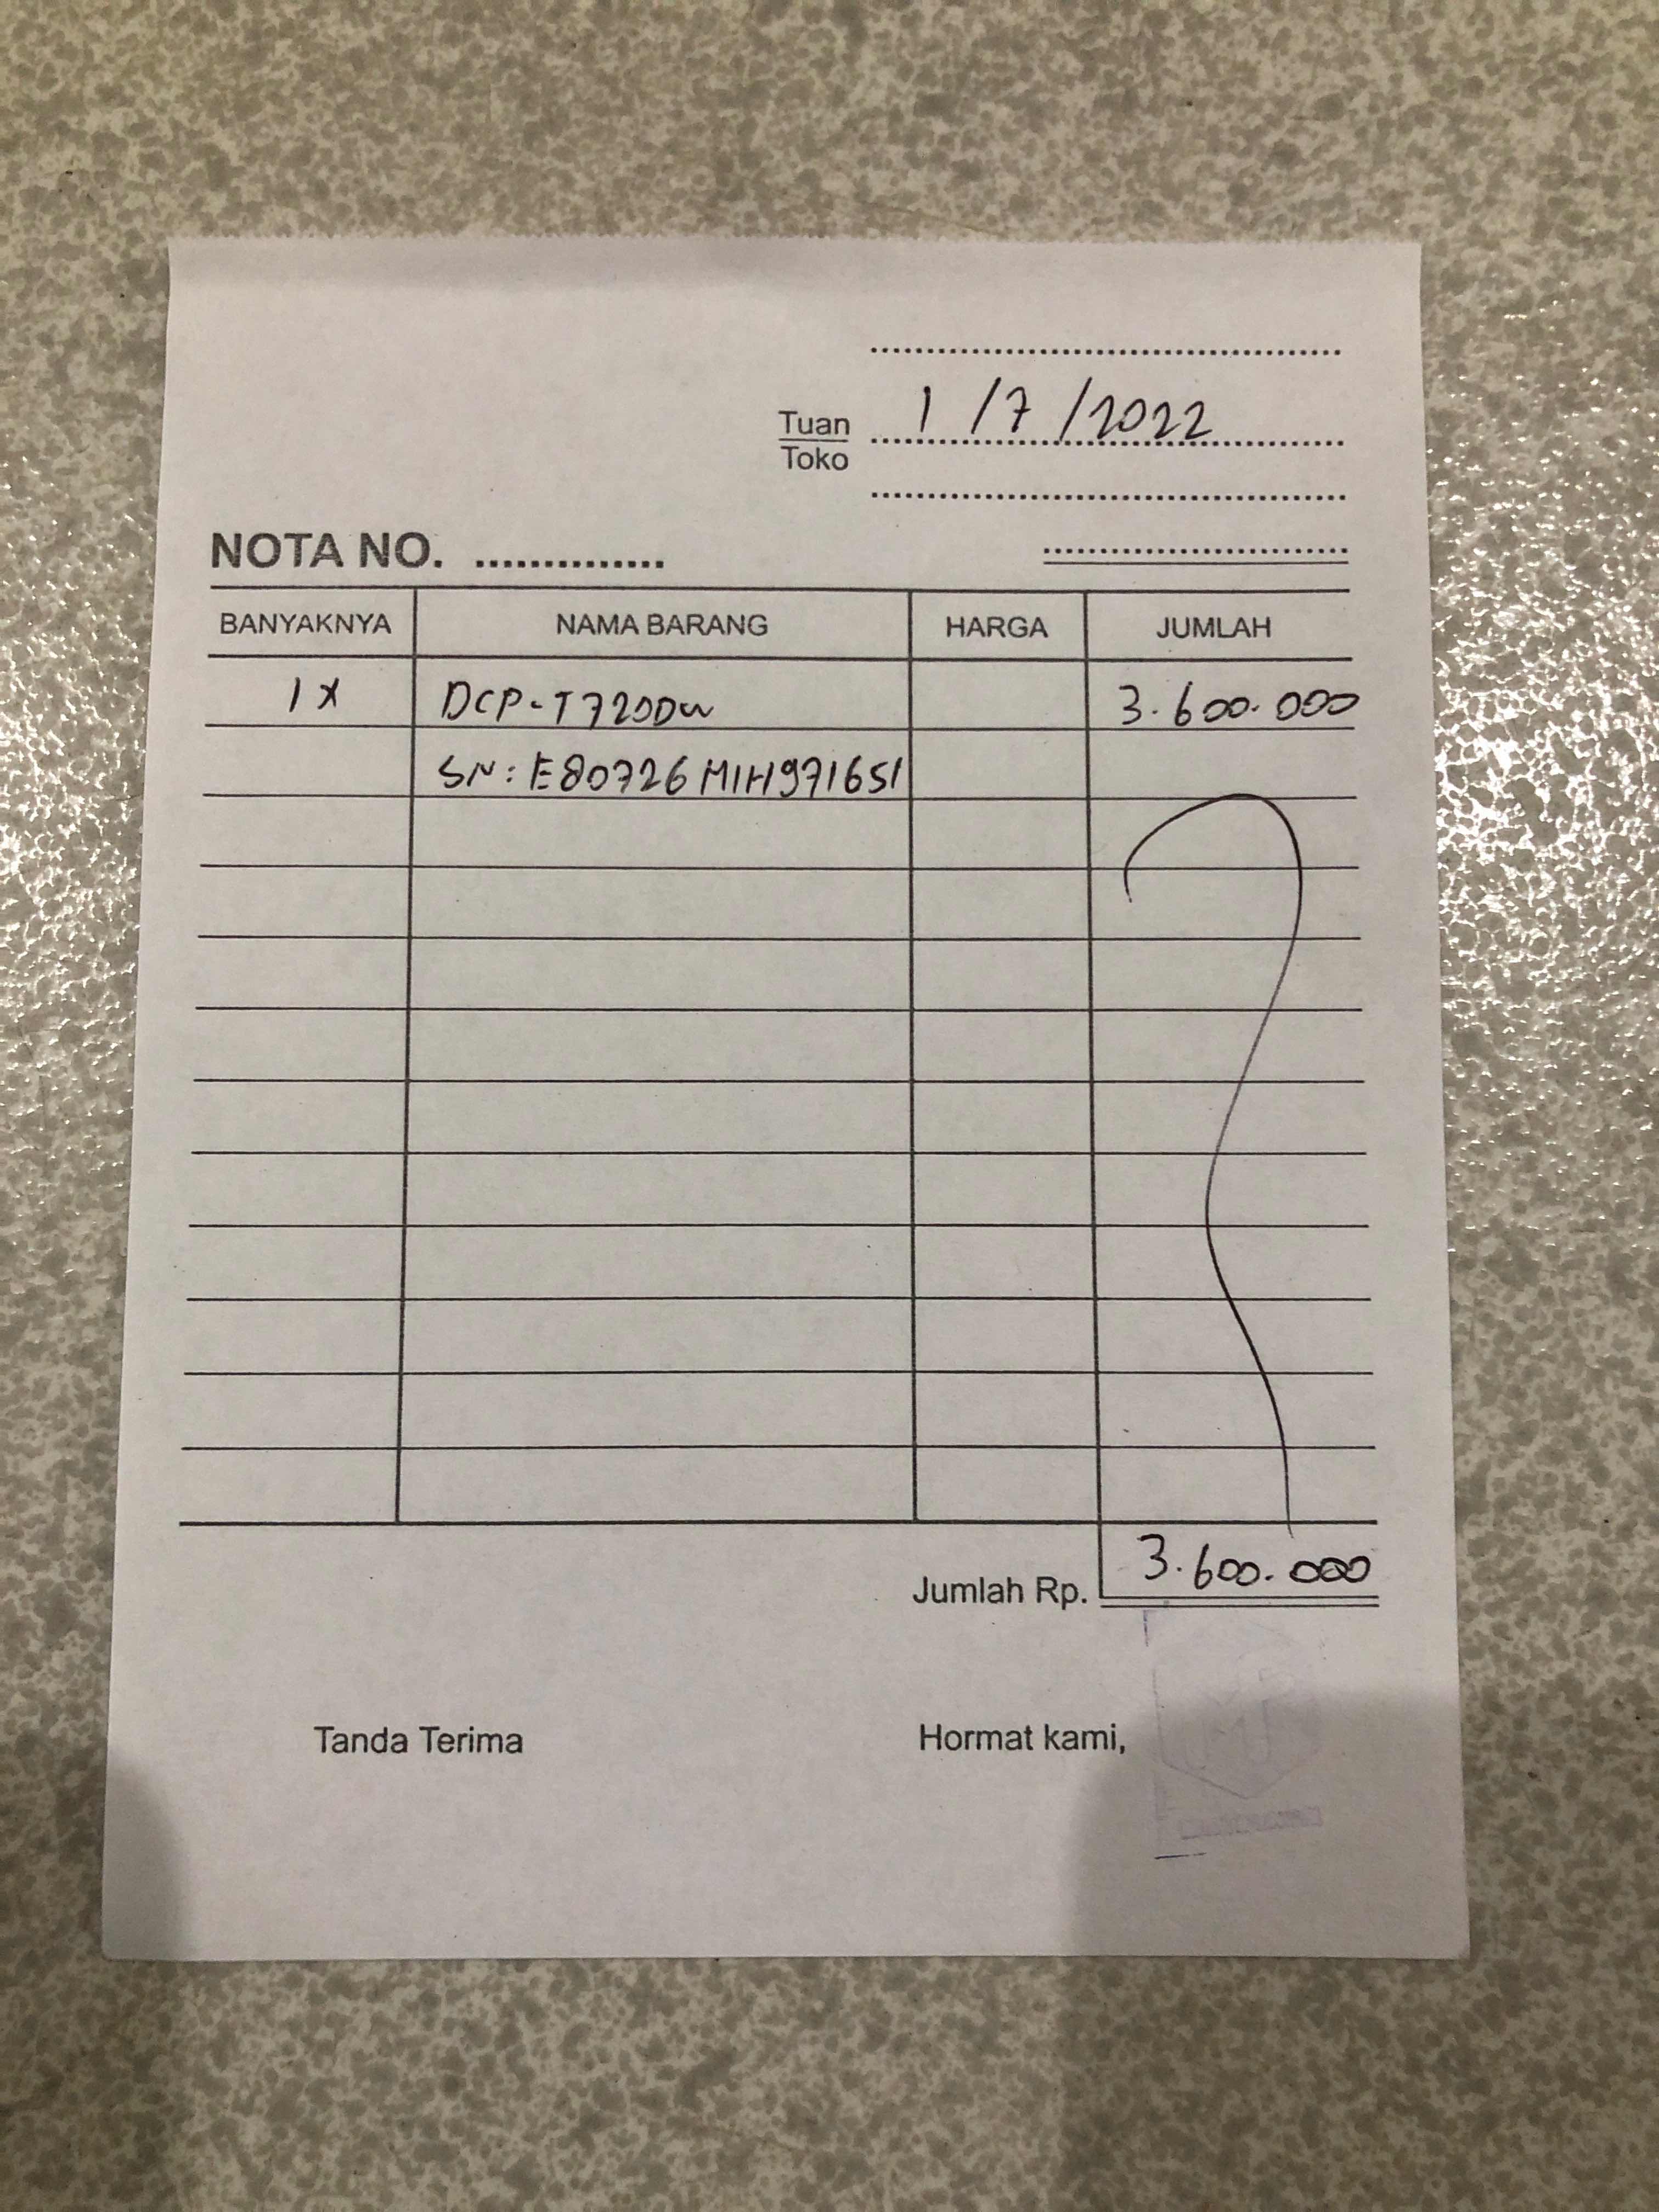 1/7/2022
Tuan
Toko
NOTA NO. ..............
BANYAKNYA NAMA BARANG HARGA JUMLAH
1 X DCP-T720DW 3.600.000
SN: E80726M1H971651
Jumlah Rp. 3.600.000
Tanda Terima Hormat kami,